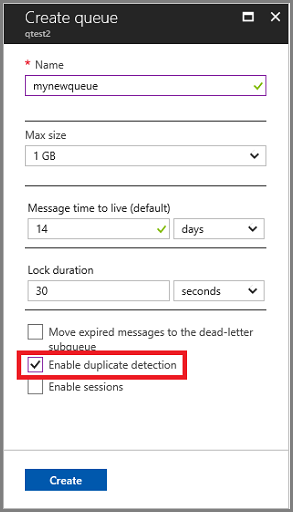 Create queue
qtest2
* Name
mynewqueue
Max size
1 GB
Message time to live (default)
14 days
Lock duration
30 seconds
Move expired messages to the dead-letter
subqueue
Enable duplicate detection
Enable sessions
Create